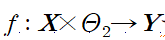 f : X × Θ₂ → Y